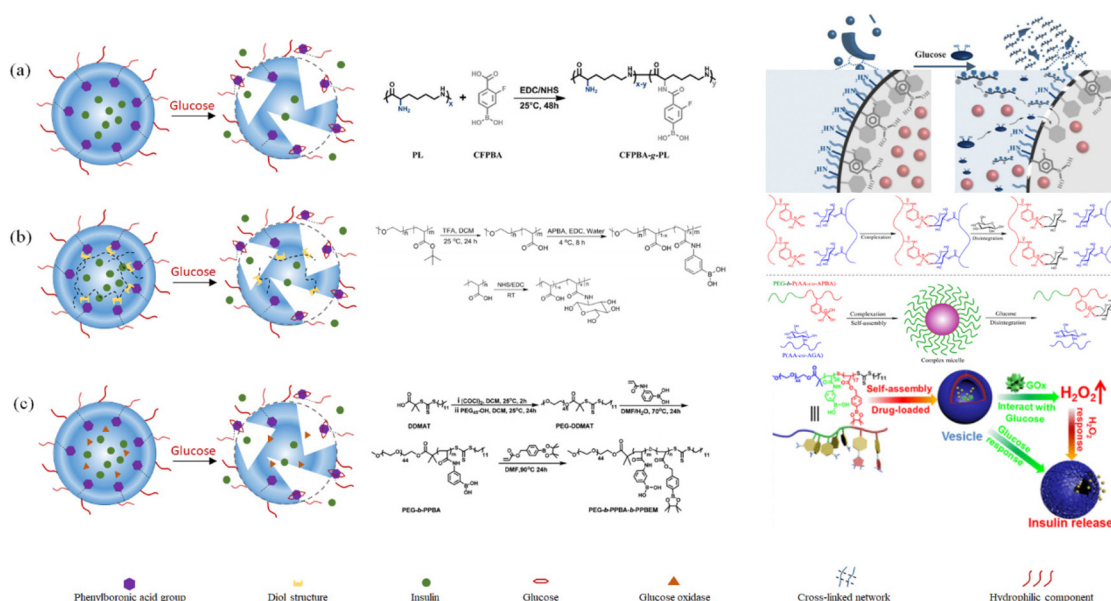 (a)
Glucose
EDC/NHS
25°C, 48h
PL
CFPBA
CFPBA-g-PL
Glucose
(b)
Glucose
TFA, DCM
25 °C, 24 h
APBA, EDC, Water
4 °C, 8 h
NHS/EDC
RT
Complexation
Disintegration
PEG-b-P(AA-co-APBA)
P(AA-co-AGA)
Complexation
Self-assembly
Complex micelle
Glucose
Disintegration
(c)
Glucose
i (COCl)₂, DCM, 25°C, 2h
ii PEG₄₅-OH, DCM, 25°C, 24h
DDMAT
PEG-DDMAT
DMF/H₂O, 70°C, 24h
DMF,90°C 24h
PEG-b-PPBA
PEG-b-PPBA-b-PPBEM
Self-assembly
Drug-loaded
Vesicle
GOx
Interact with
Glucose
H₂O₂
H₂O₂
response
Glucose
response
Insulin release
Phenylboronic acid group
Diol structure
Insulin
Glucose
Glucose oxidase
Cross-linked network
Hydrophilic component